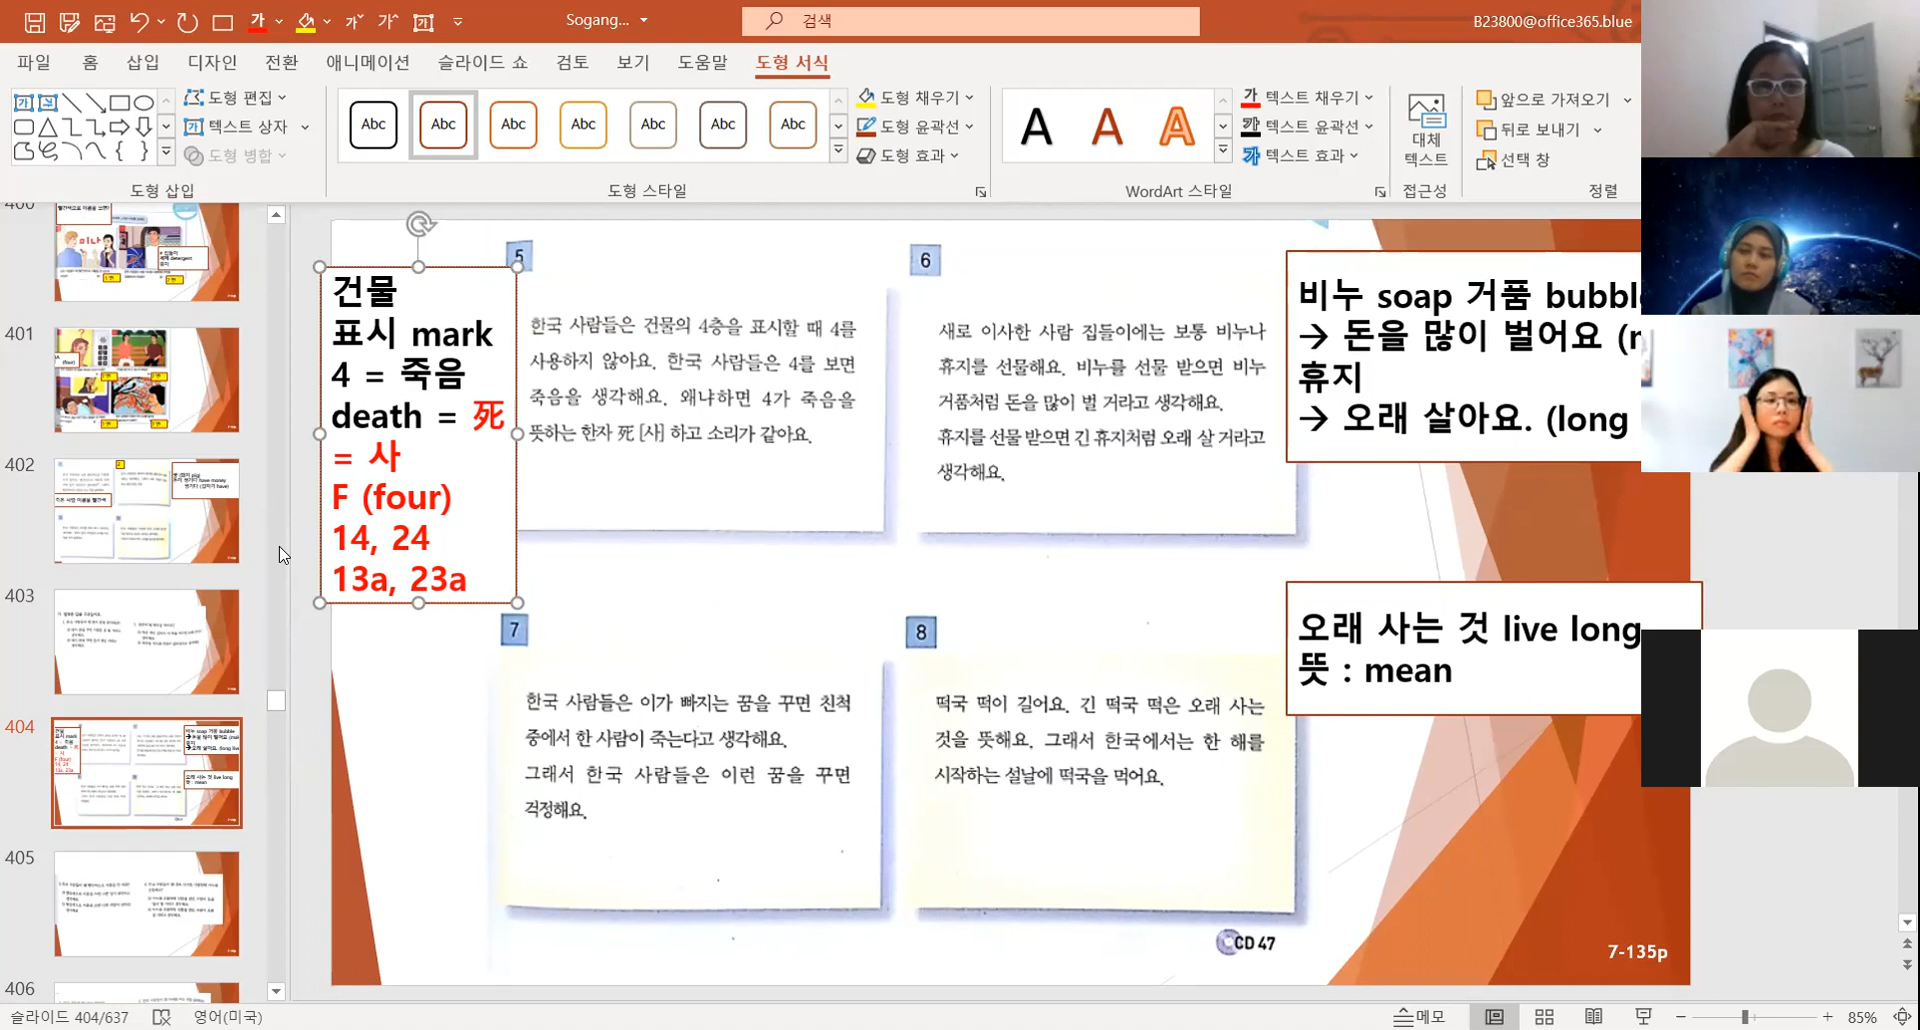 Sogang...
검색
B23800@office365.blue
파일 홈 삽입 디자인 전환 애니메이션 슬라이드 쇼 검토 보기 도움말 도형 서식
도형 편집
텍스트 상자
도형 병합
도형 삽입
Abc Abc Abc Abc Abc Abc Abc
도형 채우기
도형 윤곽선
도형 효과
도형 스타일
A A A
텍스트 채우기
텍스트 윤곽선
텍스트 효과
WordArt 스타일
대체
텍스트
접근성
앞으로 가져오기
뒤로 보내기
선택 창
정렬
401
402
403
404
405
406
건물
표시 mark
4 = 죽음
death = 死
= 사
F (four)
14, 24
13a, 23a
5
한국 사람들은 건물의 4층을 표시할 때 4를
사용하지 않아요. 한국 사람들은 4를 보면
죽음을 생각해요. 왜냐하면 4가 죽음을
뜻하는 한자 死 [사] 하고 소리가 같아요.
6
새로 이사한 사람 집들이에는 보통 비누나
휴지를 선물해요. 비누를 선물 받으면 비누
거품처럼 돈을 많이 벌 거라고 생각해요.
휴지를 선물 받으면 긴 휴지처럼 오래 살 거라고
생각해요.
비누 soap 거품
→ 돈을 많이 벌어요
휴지
→ 오래 살아요. (long
7
한국 사람들은 이가 빠지는 꿈을 꾸면 친척
중에서 한 사람이 죽는다고 생각해요.
그래서 한국 사람들은 이런 꿈을 꾸면
걱정해요.
8
떡국 떡이 길어요. 긴 떡국 떡은 오래 사는
것을 뜻해요. 그래서 한국에서는 한 해를
시작하는 설날에 떡국을 먹어요.
오래 사는 것 live long
뜻 : mean
CD 47
7-135p
슬라이드 404/637 영어(미국)
메모
85%